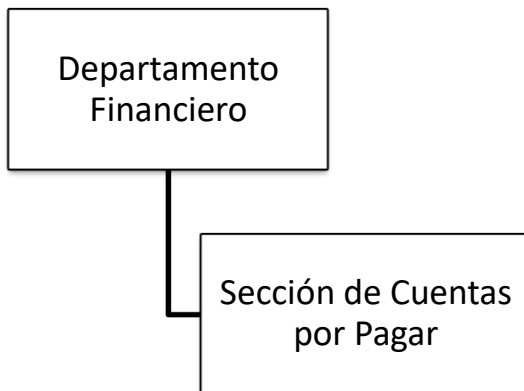 Departamento
Financiero
Sección de Cuentas
por Pagar